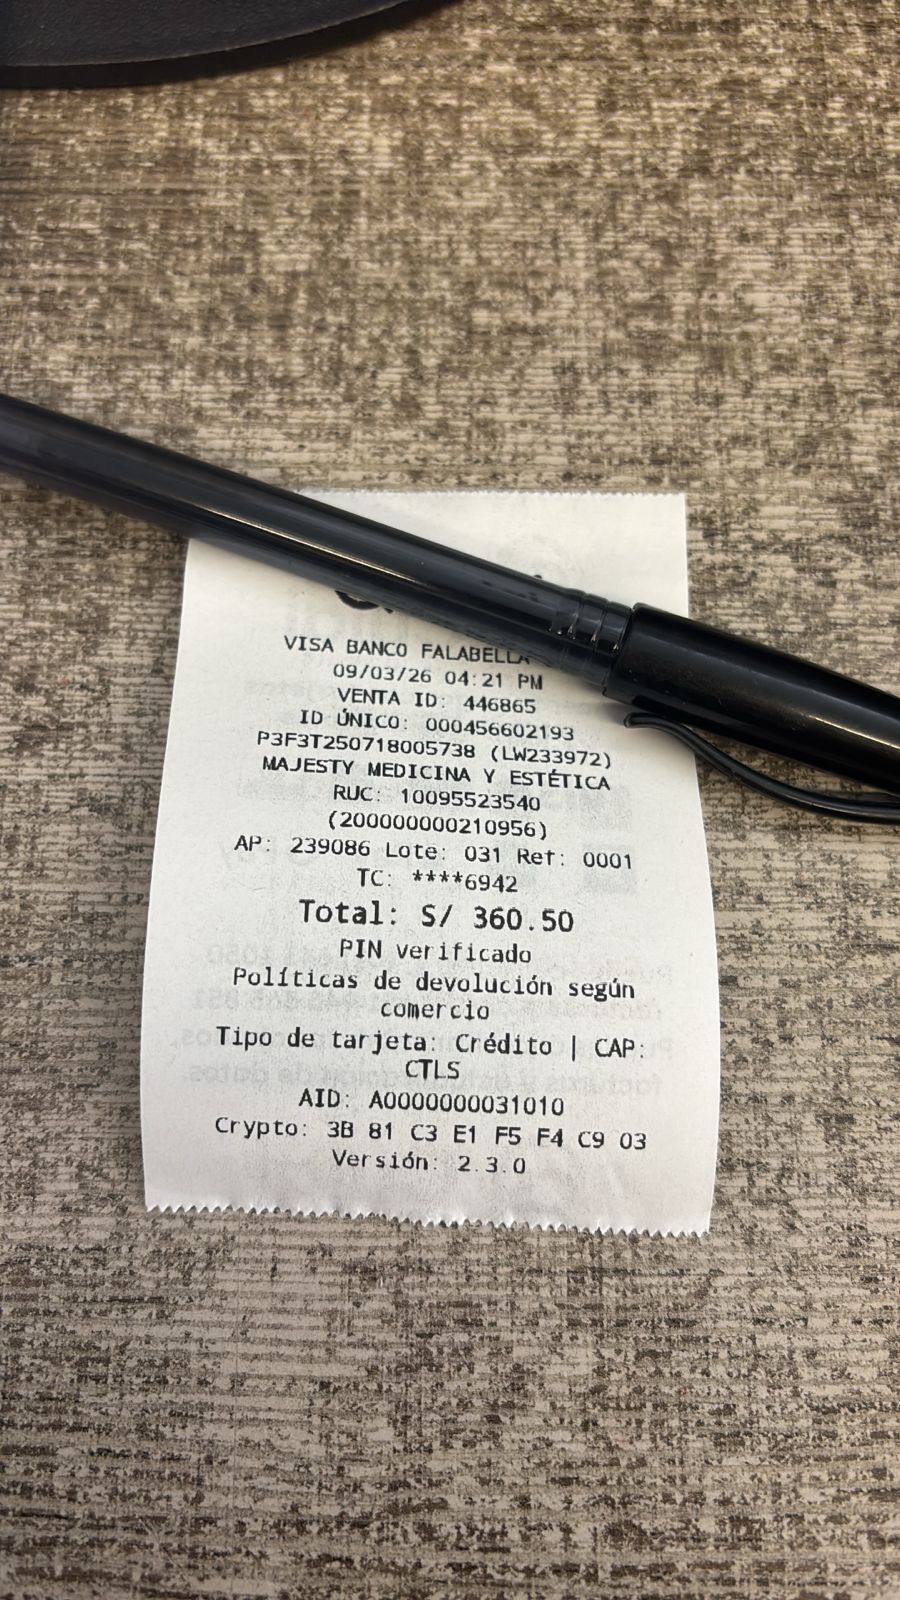 VISA BANCO FALABELLA
09/03/26 04:21 PM
VENTA ID: 446865
ID ÚNICO: 000456602193
P3F3T250718005738 (LW233972)
MAJESTY MEDICINA Y ESTÉTICA
RUC: 10095523540
(200000000210956)
AP: 239086 Lote: 031 Ref: 0001
TC: ****6942
Total: S/ 360.50
PIN verificado
Políticas de devolución según
comercio
Tipo de tarjeta: Crédito | CAP:
CTLS
AID: A0000000031010
Crypto: 3B 81 C3 E1 F5 F4 C9 03
Versión: 2.3.0